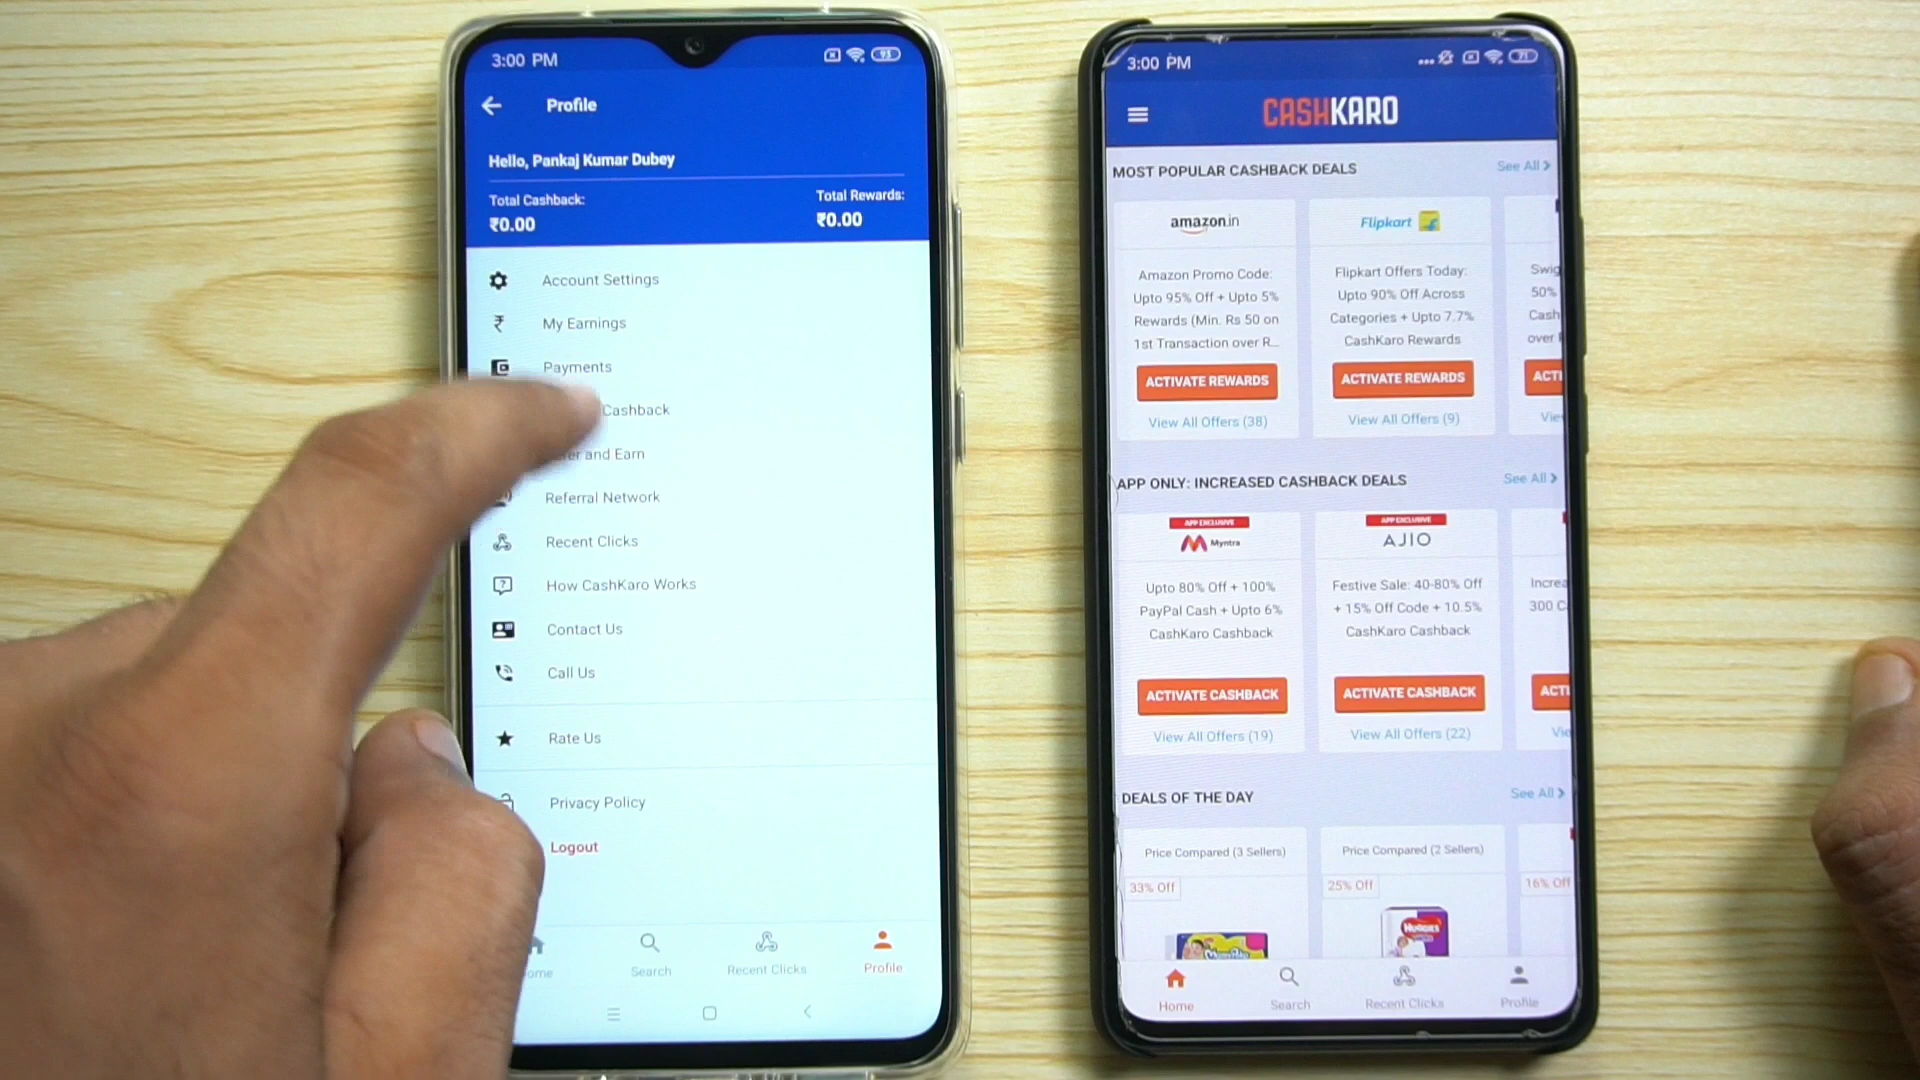 3:00 PM
93
Profile
Hello, Pankaj Kumar Dubey
Total Cashback:
₹0.00
Total Rewards:
₹0.00
Account Settings
My Earnings
Payments
Cashback
and Earn
Referral Network
Recent Clicks
How CashKaro Works
Contact Us
Call Us
Rate Us
Privacy Policy
Logout
Search
Recent Clicks
Profile
3:00 PM
71
CASHKARO
MOST POPULAR CASHBACK DEALS
See All >
amazon.in
Amazon Promo Code:
Upto 95% Off + Upto 5%
Rewards (Min. Rs 50 on
1st Transaction over R...
ACTIVATE REWARDS
View All Offers (38)
Flipkart
Flipkart Offers Today:
Upto 90% Off Across
Categories + Upto 7.7%
CashKaro Rewards
ACTIVATE REWARDS
View All Offers (9)
Swig
50%
Cash
over
ACTI
Vie
APP ONLY: INCREASED CASHBACK DEALS
See All >
APP EXCLUSIVE
Myntra
Upto 80% Off + 100%
PayPal Cash + Upto 6%
CashKaro Cashback
ACTIVATE CASHBACK
View All Offers (19)
APP EXCLUSIVE
AJIO
Festive Sale: 40-80% Off
+ 15% Off Code + 10.5%
CashKaro Cashback
ACTIVATE CASHBACK
View All Offers (22)
Increa
300 C
ACTI
Vie
DEALS OF THE DAY
See All >
Price Compared (3 Sellers)
33% Off
Price Compared (2 Sellers)
25% Off
HUGGIES
16% Off
Home
Search
Recent Clicks
Profile